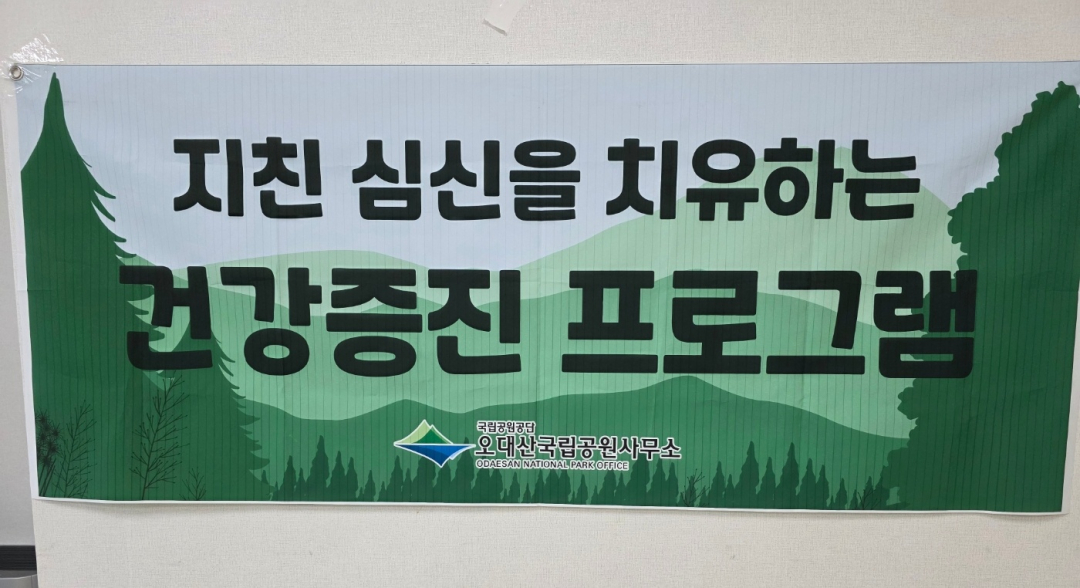 지친 심신을 치유하는
건강증진 프로그램
국립공원공단
오대산국립공원사무소
ODAESAN NATIONAL PARK OFFICE